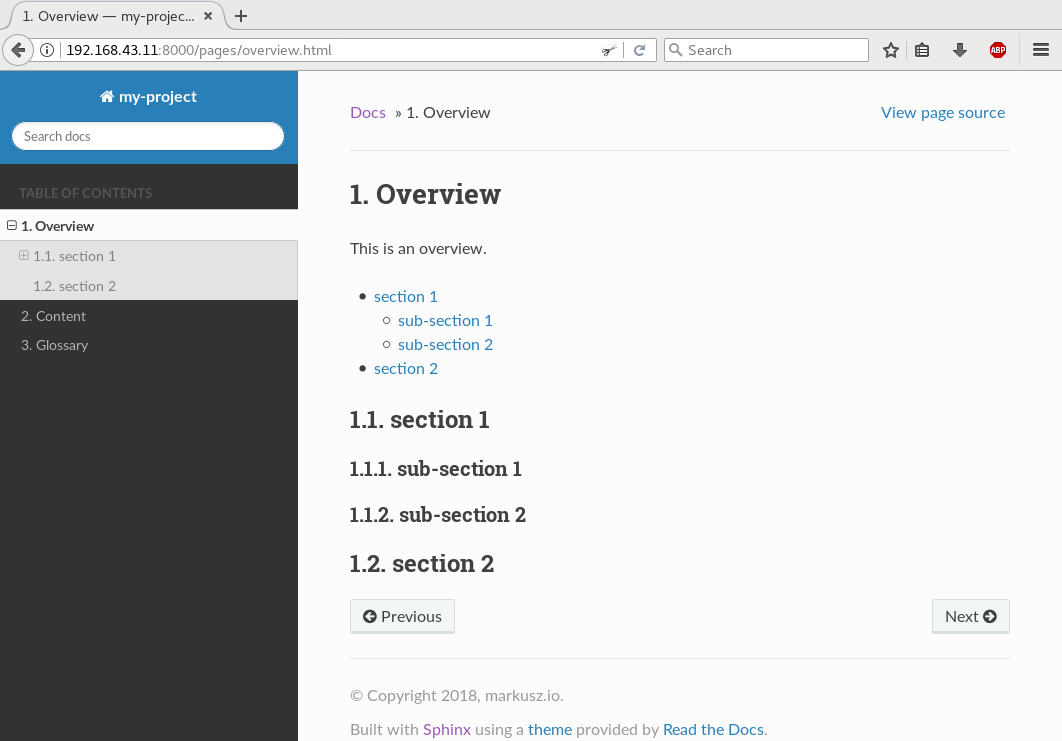 1. Overview — my-projec...
192.168.43.11:8000/pages/overview.html
Search
ABP
my-project
Search docs
TABLE OF CONTENTS
1. Overview
1.1. section 1
1.2. section 2
2. Content
3. Glossary
Docs » 1. Overview
View page source
1. Overview
This is an overview.
section 1
sub-section 1
sub-section 2
section 2
1.1. section 1
1.1.1. sub-section 1
1.1.2. sub-section 2
1.2. section 2
Previous
Next
© Copyright 2018, markusz.io.
Built with Sphinx using a theme provided by Read the Docs.